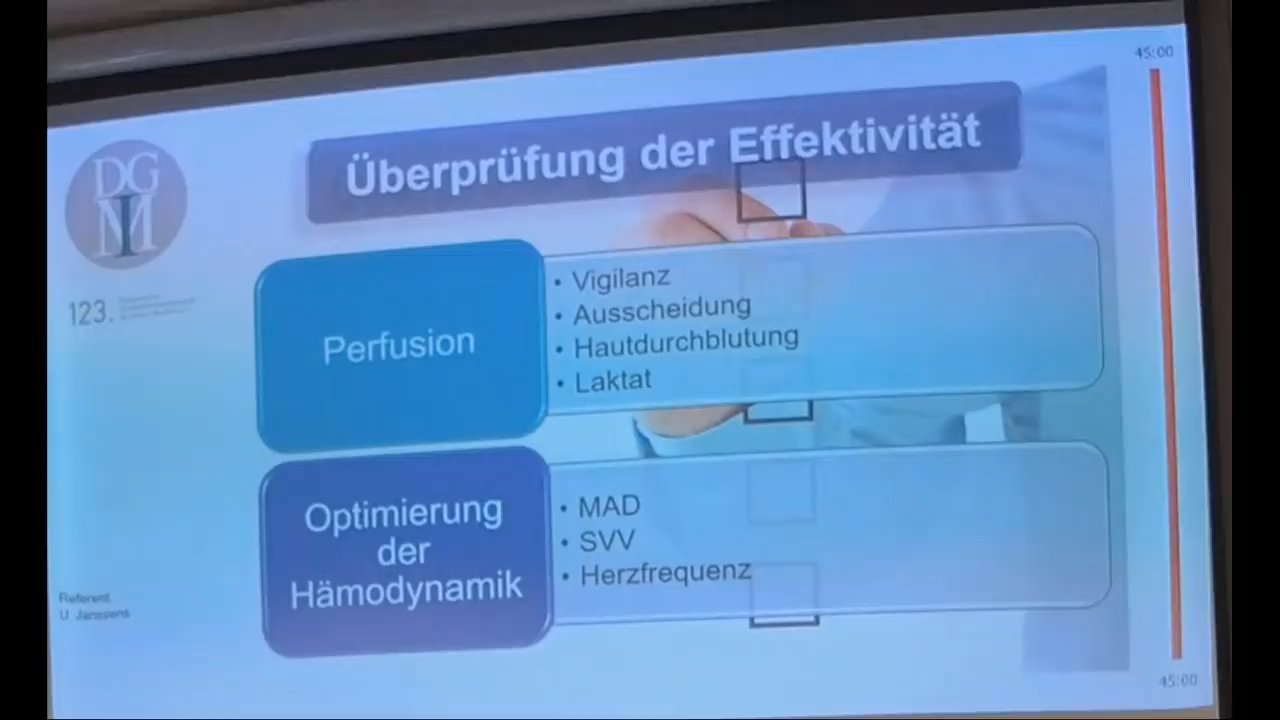 45:00
Überprüfung der Effektivität
DG
IM
123.
Perfusion
• Vigilanz
• Ausscheidung
• Hautdurchblutung
• Laktat
Optimierung
der
Hämodynamik
• MAD
• SVV
• Herzfrequenz
Referent
U. Janssens
45:00